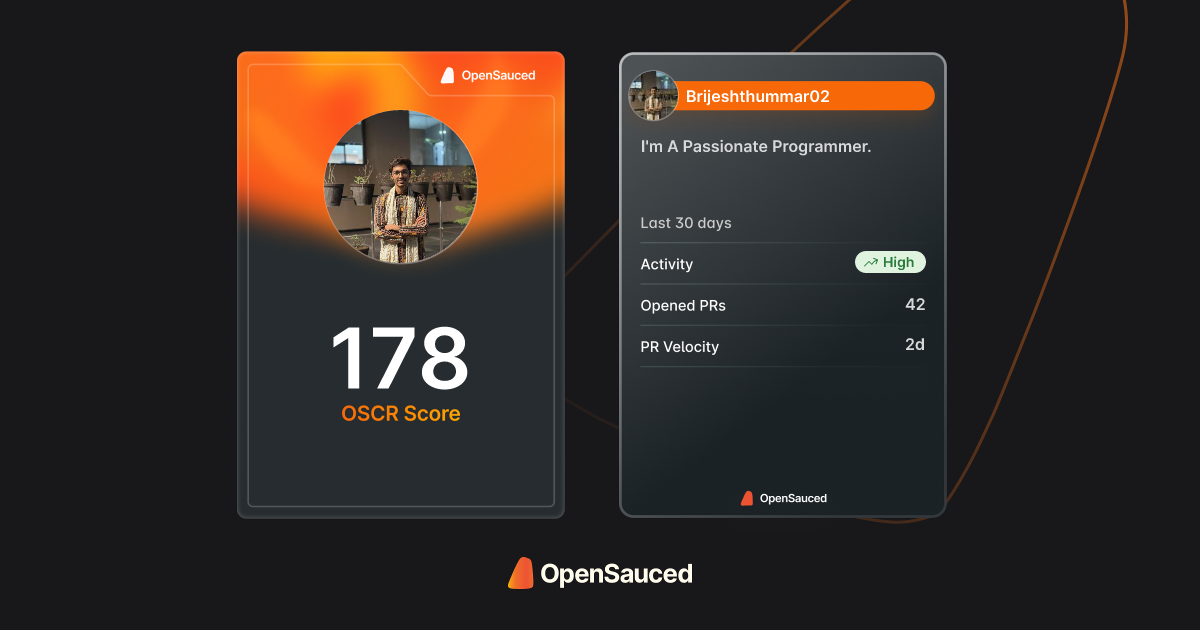 OpenSauced
178
OSCR Score
Brijeshthummar02
I'm A Passionate Programmer.
Last 30 days
Activity High
Opened PRs 42
PR Velocity 2d
OpenSauced
OpenSauced